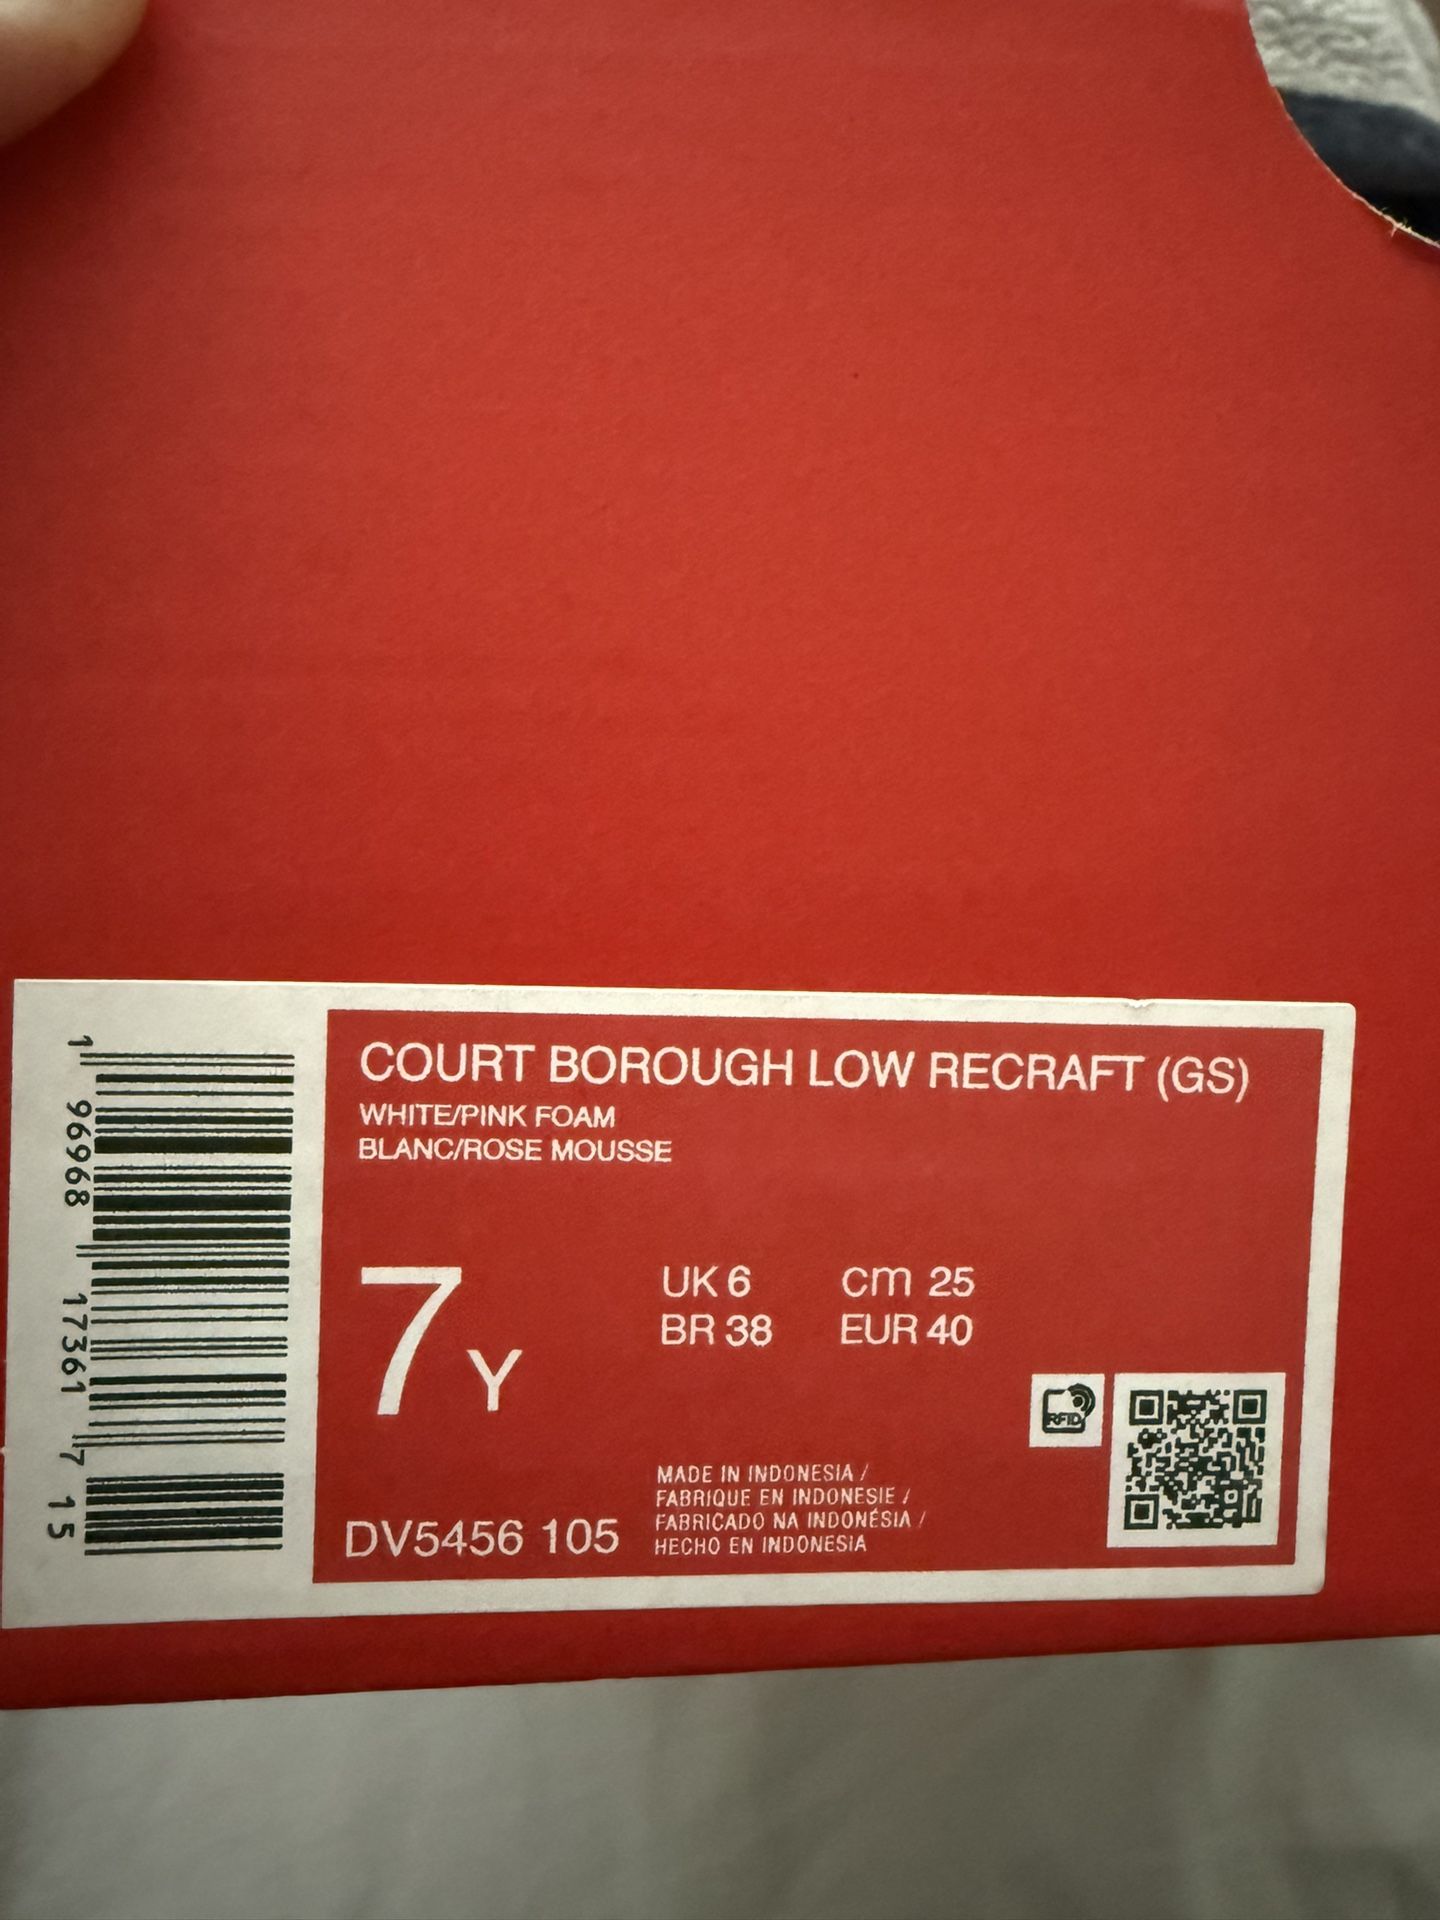 COURT BOROUGH LOW RECRAFT (GS)
WHITE/PINK FOAM
BLANC/ROSE MOUSSE
7Y
UK 6 cm 25
BR 38 EUR 40
RFID
DV5456 105
MADE IN INDONESIA /
FABRIQUE EN INDONESIE /
FABRICADO NA INDONÉSIA /
HECHO EN INDONESIA
1 96968 17361 7 15